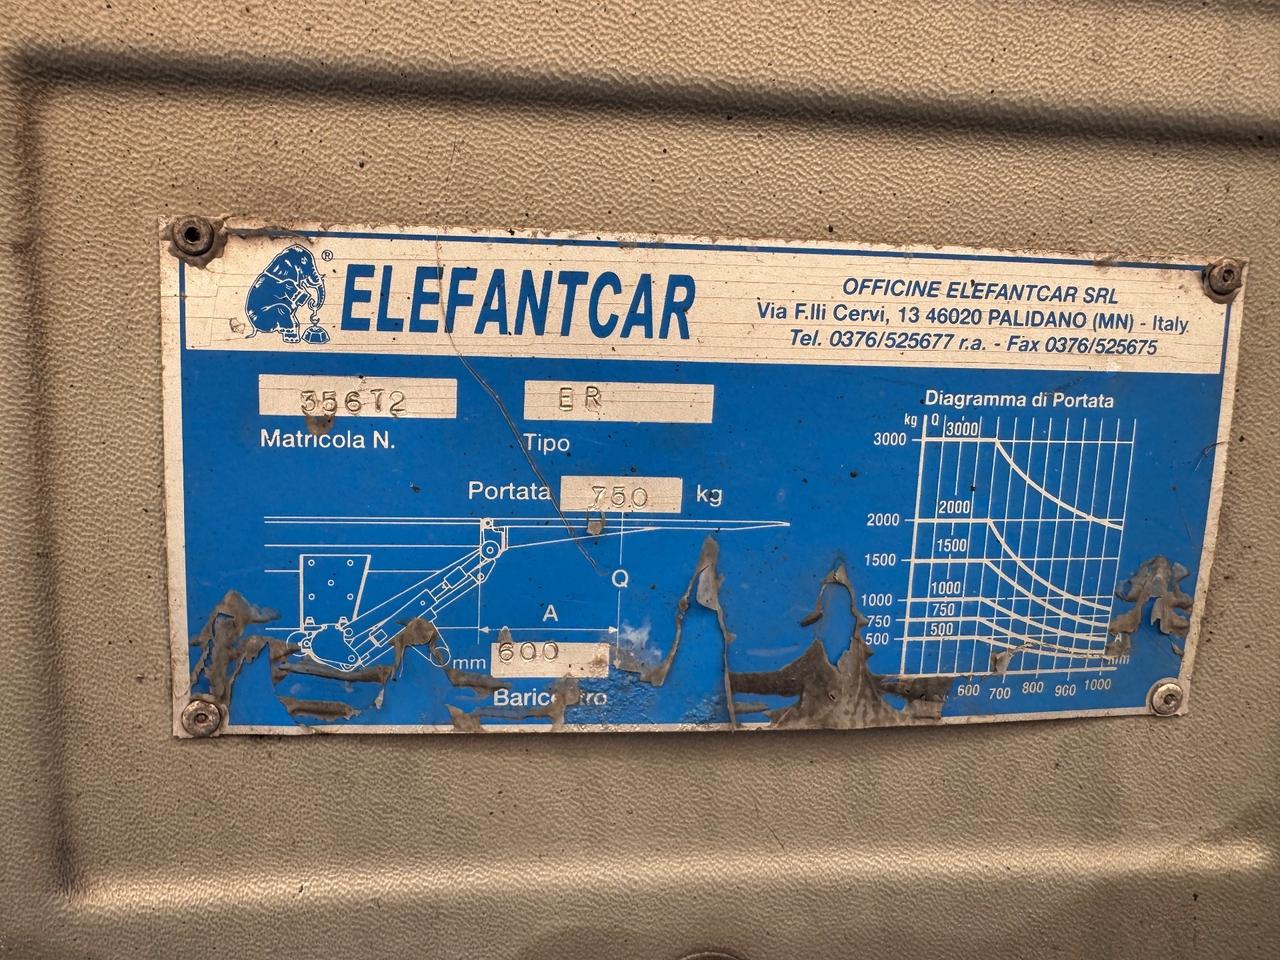 ®
ELEFANTCAR
OFFICINE ELEFANTCAR SRL
Via F.lli Cervi, 13 46020 PALIDANO (MN) - Italy
Tel. 0376/525677 r.a. - Fax 0376/525675
356T2
Matricola N.
ER
Tipo
Portata 750 kg
Q
A
mm 600
Diagramma di Portata
kg Q
3000 3000
2000 2000
1500 1500
1000 1000
750 750
500 500
A
mm
600 700 800 900 1000